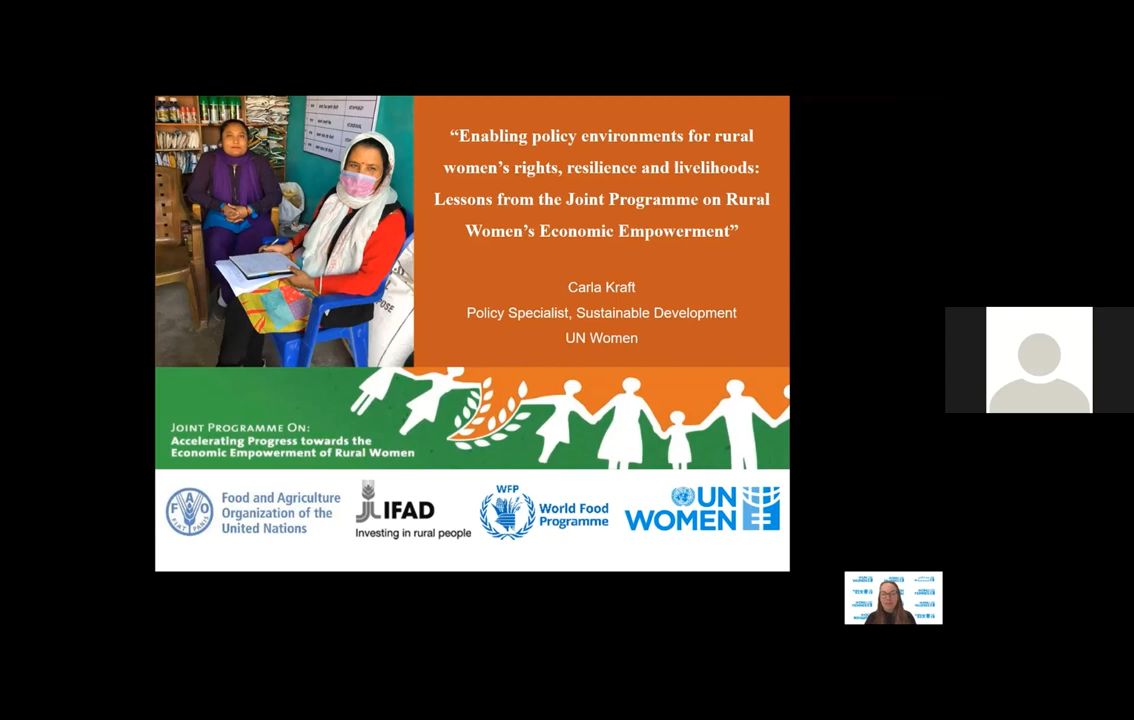 “Enabling policy environments for rural
women’s rights, resilience and livelihoods:
Lessons from the Joint Programme on Rural
Women’s Economic Empowerment”
Carla Kraft
Policy Specialist, Sustainable Development
UN Women
JOINT PROGRAMME ON:
Accelerating Progress towards the
Economic Empowerment of Rural Women
FAO
FIAT PANIS
Food and Agriculture
Organization of the
United Nations
IFAD
Investing in rural people
WFP
World Food
Programme
UN
WOMEN